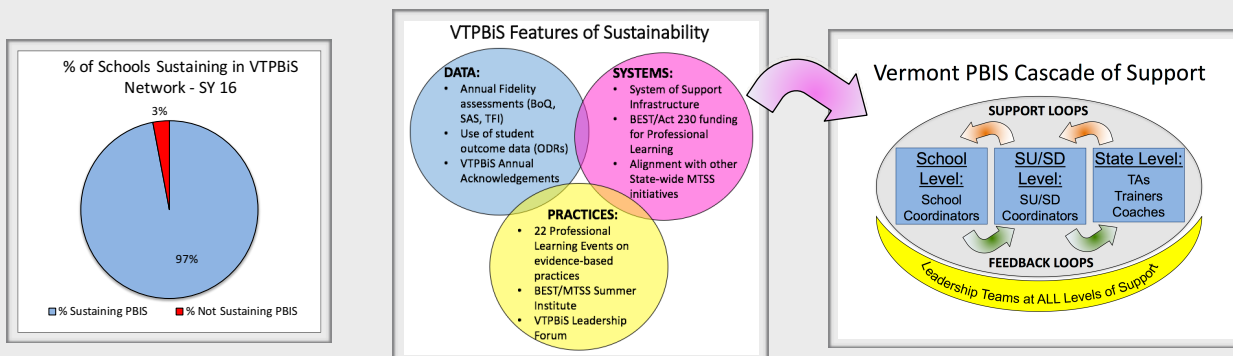 % of Schools Sustaining in VTPBiS
Network - SY 16
3%
97%
% Sustaining PBIS
% Not Sustaining PBIS
VTPBiS Features of Sustainability
DATA:
• Annual Fidelity
assessments (BoQ,
SAS, TFI)
• Use of student
outcome data (ODRs)
• VTPBiS Annual
Acknowledgements
SYSTEMS:
• System of Support
Infrastructure
• BEST/Act 230 funding
for Professional
Learning
• Alignment with other
State-wide MTSS
initiatives
PRACTICES:
• 22 Professional
Learning Events on
evidence-based
practices
• BEST/MTSS Summer
Institute
• VTPBiS Leadership
Forum
Vermont PBIS Cascade of Support
SUPPORT LOOPS
School
Level:
School
Coordinators
SU/SD
Level:
SU/SD
Coordinators
State Level:
TAs
Trainers
Coaches
FEEDBACK LOOPS
Leadership Teams at ALL Levels of Support